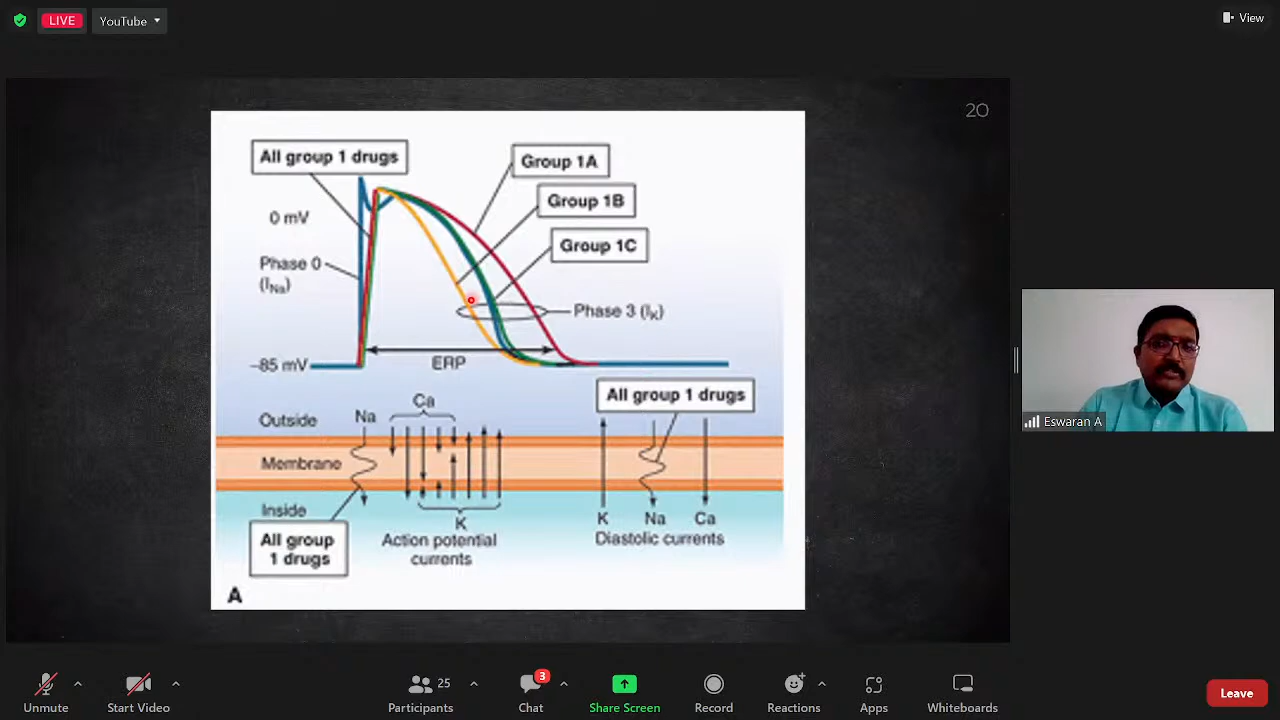 LIVE
YouTube
View
20
All group 1 drugs
Group 1A
Group 1B
Group 1C
0 mV
Phase 0
(INa)
Phase 3 (IK)
ERP
–85 mV
All group 1 drugs
Outside
Na
Ca
Membrane
Inside
K
K
Na
Ca
All group
1 drugs
Action potential
currents
Diastolic currents
A
Eswaran A
Unmute
Start Video
25
Participants
3
Chat
Share Screen
Record
Reactions
Apps
Whiteboards
Leave